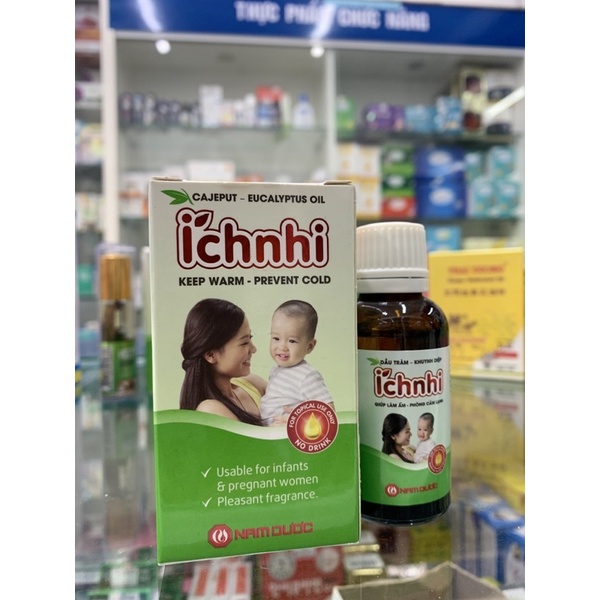 THỰC PHẨM CHỨC NĂNG
CAJEPUT - EUCALYPTUS OIL
ichnhi
KEEP WARM - PREVENT COLD
FOR TOPICAL USE ONLY
NO DRINK
✓ Usable for infants
& pregnant women
✓ Pleasant fragrance.
NAM DƯỢC
DẦU TRÀM - KHUYNH DIỆP
ichnhi
GIÚP LÀM ẤM - PHÒNG CẢM LẠNH
NAM DƯỢC